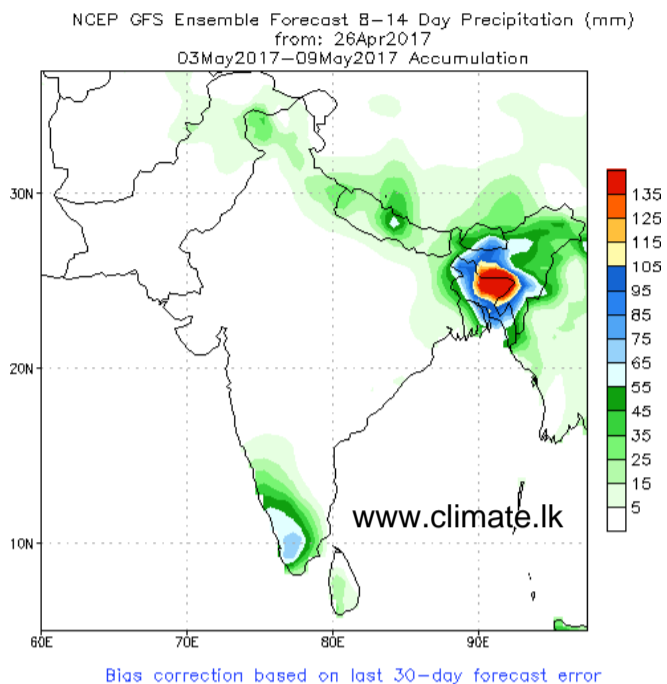 NCEP GFS Ensemble Forecast 8-14 Day Precipitation (mm)
from: 26Apr2017
03May2017-09May2017 Accumulation
30N
20N
10N
60E 70E 80E 90E
135
125
115
105
95
85
75
65
55
45
35
25
15
5
www.climate.lk
Bias correction based on last 30-day forecast error